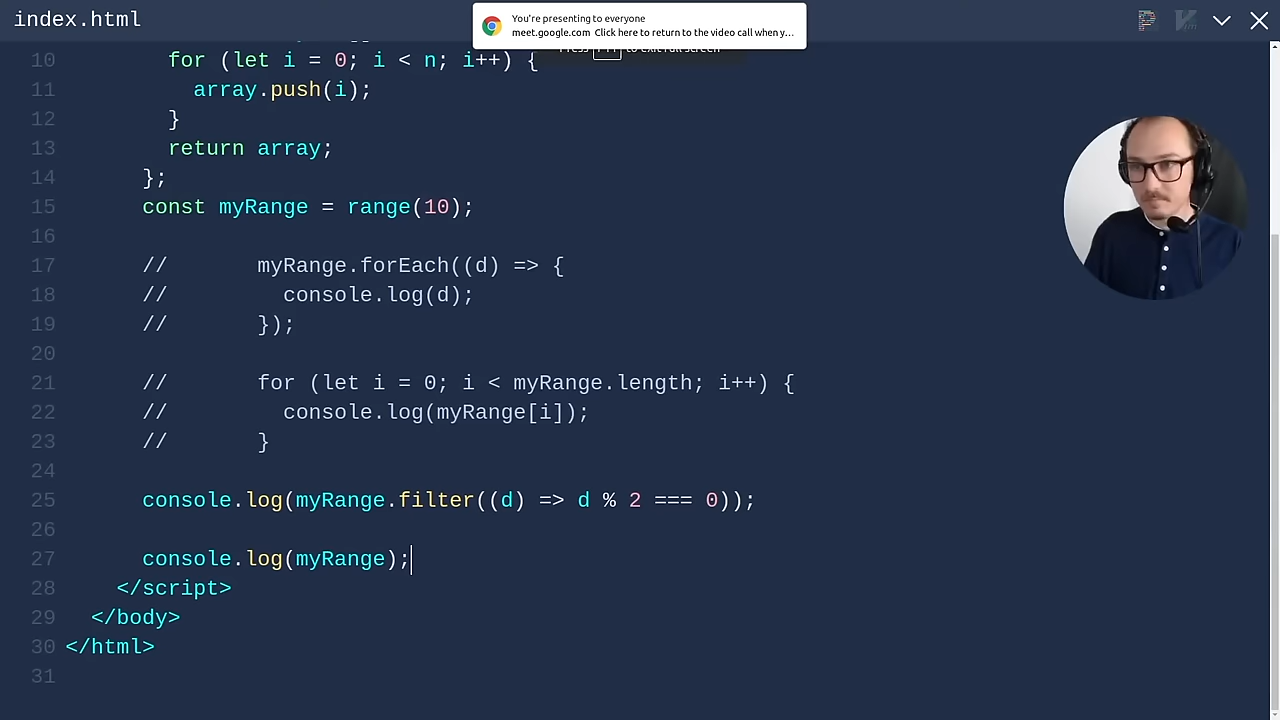 index.html
You're presenting to everyone
meet.google.com Click here to return to the video call when y…
to exit full screen
10 for (let i = 0; i < n; i++) {
11 array.push(i);
12 }
13 return array;
14 };
15 const myRange = range(10);
16
17 // myRange.forEach((d) => {
18 // console.log(d);
19 // });
20
21 // for (let i = 0; i < myRange.length; i++) {
22 // console.log(myRange[i]);
23 // }
24
25 console.log(myRange.filter((d) => d % 2 === 0));
26
27 console.log(myRange);
28 </script>
29 </body>
30 </html>
31